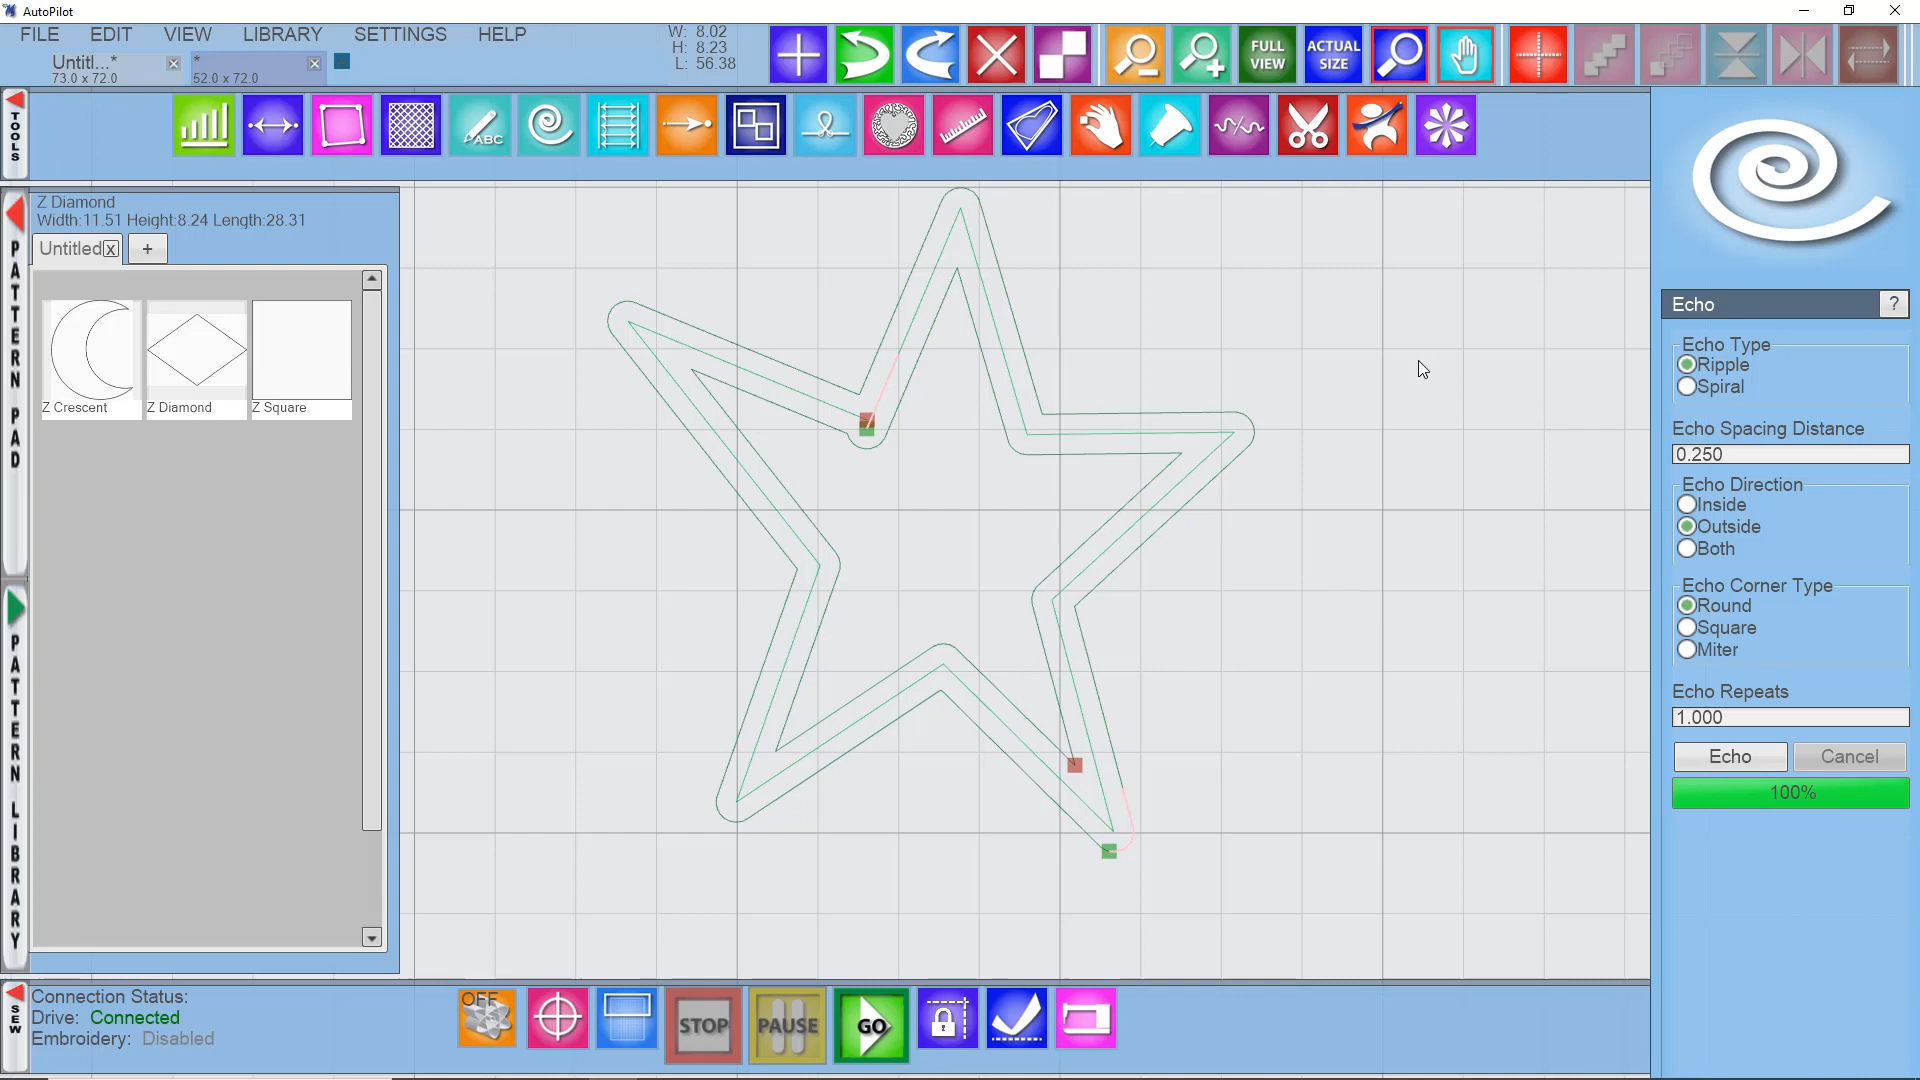 AutoPilot
FILE EDIT VIEW LIBRARY SETTINGS HELP
W: 8.02
H: 8.23
L: 56.38
Untitl...*
73.0 x 72.0
*
52.0 x 72.0
FULL VIEW
ACTUAL SIZE
TOOLS
ABC
Z Diamond
Width:11.51 Height:8.24 Length:28.31
Untitled X
+
Z Crescent
Z Diamond
Z Square
PATTERN PAD
PATTERN LIBRARY
Echo ?
Echo Type
Ripple
Spiral
Echo Spacing Distance
0.250
Echo Direction
Inside
Outside
Both
Echo Corner Type
Round
Square
Miter
Echo Repeats
1.000
Echo Cancel
100%
SEW
Connection Status:
Drive: Connected
Embroidery: Disabled
OFF
STOP
PAUSE
GO